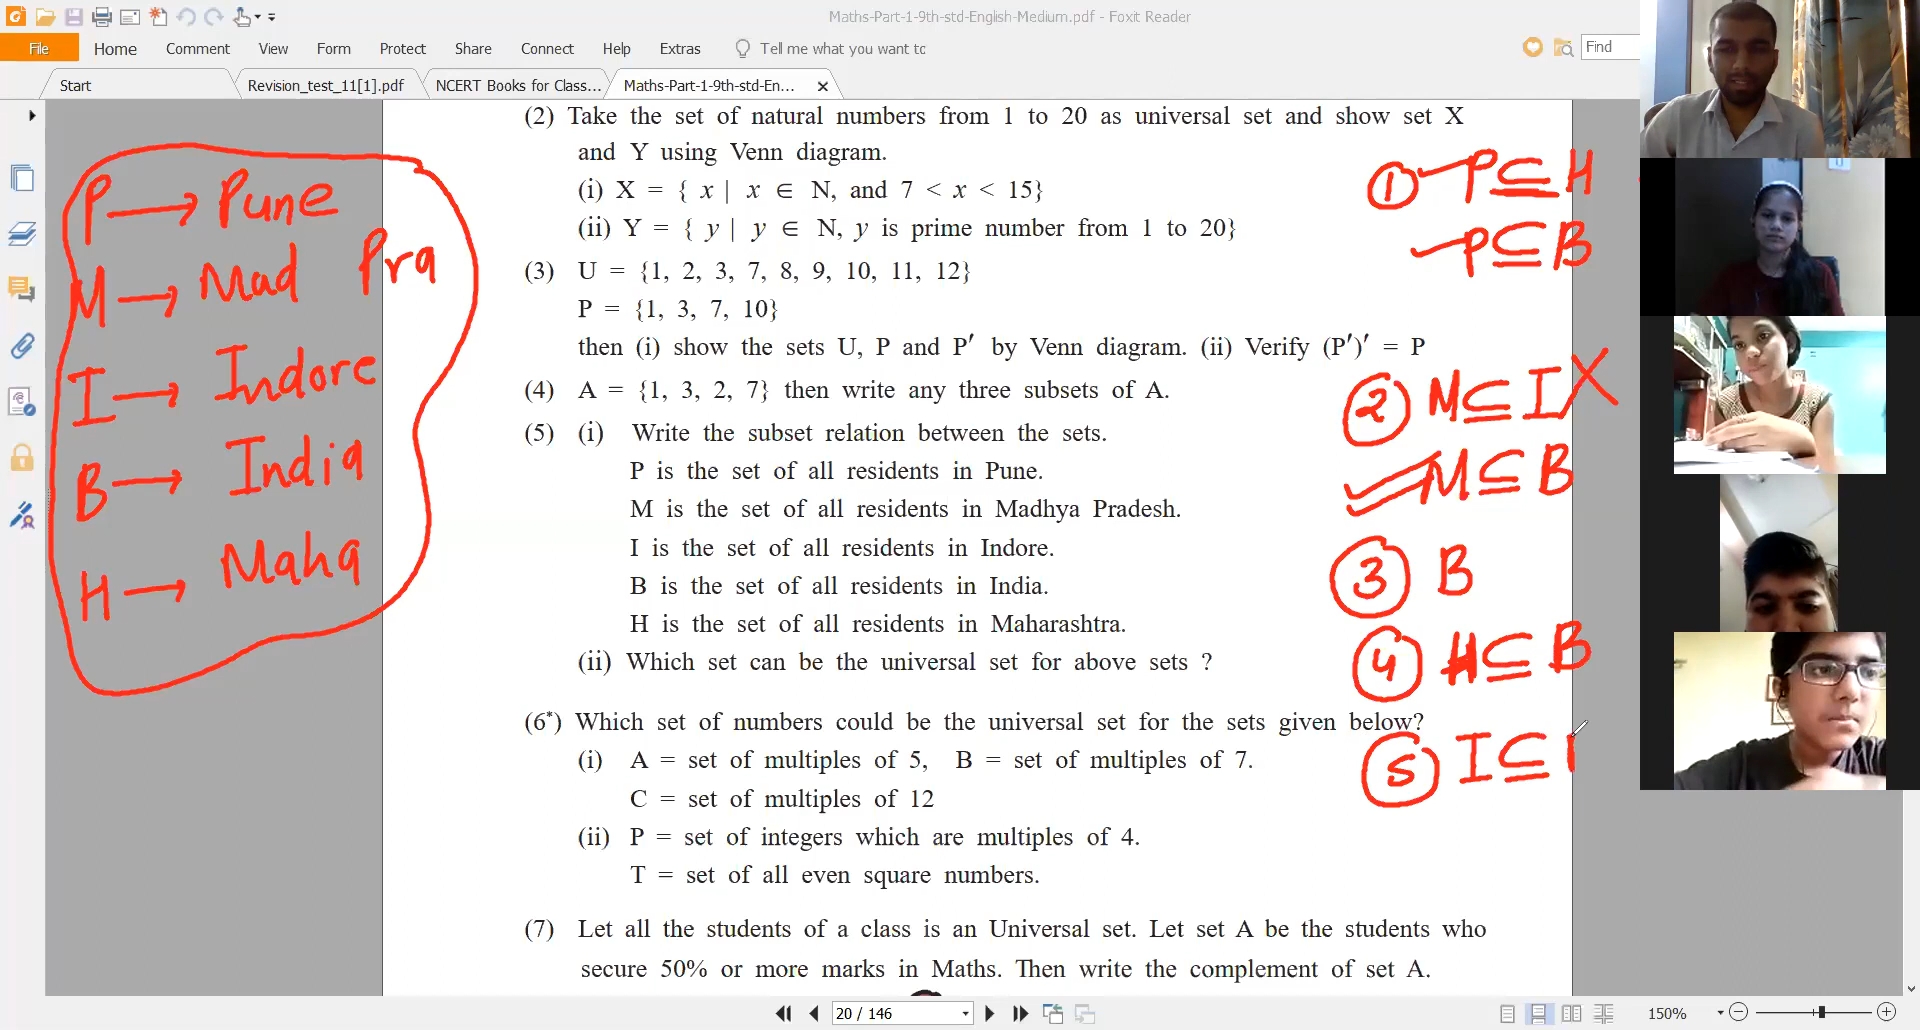 Maths-Part-1-9th-std-English-Medium.pdf - Foxit Reader
File Home Comment View Form Protect Share Connect Help Extras Tell me what you want to Find
Start Revision_test_11[1].pdf NCERT Books for Class... Maths-Part-1-9th-std-En...
(2) Take the set of natural numbers from 1 to 20 as universal set and show set X
and Y using Venn diagram.
(i) X = { x | x ∈ N, and 7 < x < 15}
(ii) Y = { y | y ∈ N, y is prime number from 1 to 20}
(3) U = {1, 2, 3, 7, 8, 9, 10, 11, 12}
P = {1, 3, 7, 10}
then (i) show the sets U, P and P′ by Venn diagram. (ii) Verify (P′)′ = P
(4) A = {1, 3, 2, 7} then write any three subsets of A.
(5) (i) Write the subset relation between the sets.
P is the set of all residents in Pune.
M is the set of all residents in Madhya Pradesh.
I is the set of all residents in Indore.
B is the set of all residents in India.
H is the set of all residents in Maharashtra.
(ii) Which set can be the universal set for above sets ?
(6*) Which set of numbers could be the universal set for the sets given below?
(i) A = set of multiples of 5, B = set of multiples of 7.
C = set of multiples of 12
(ii) P = set of integers which are multiples of 4.
T = set of all even square numbers.
(7) Let all the students of a class is an Universal set. Let set A be the students who
secure 50% or more marks in Maths. Then write the complement of set A.
P → Pune
M → Mad Pra
I → Indore
B → India
H → Maha
1 P ⊆ H
P ⊆ B
2 M ⊆ I X
✓ M ⊆ B
3 B
4 H ⊆ B
5 I ⊆
20 / 146 150%